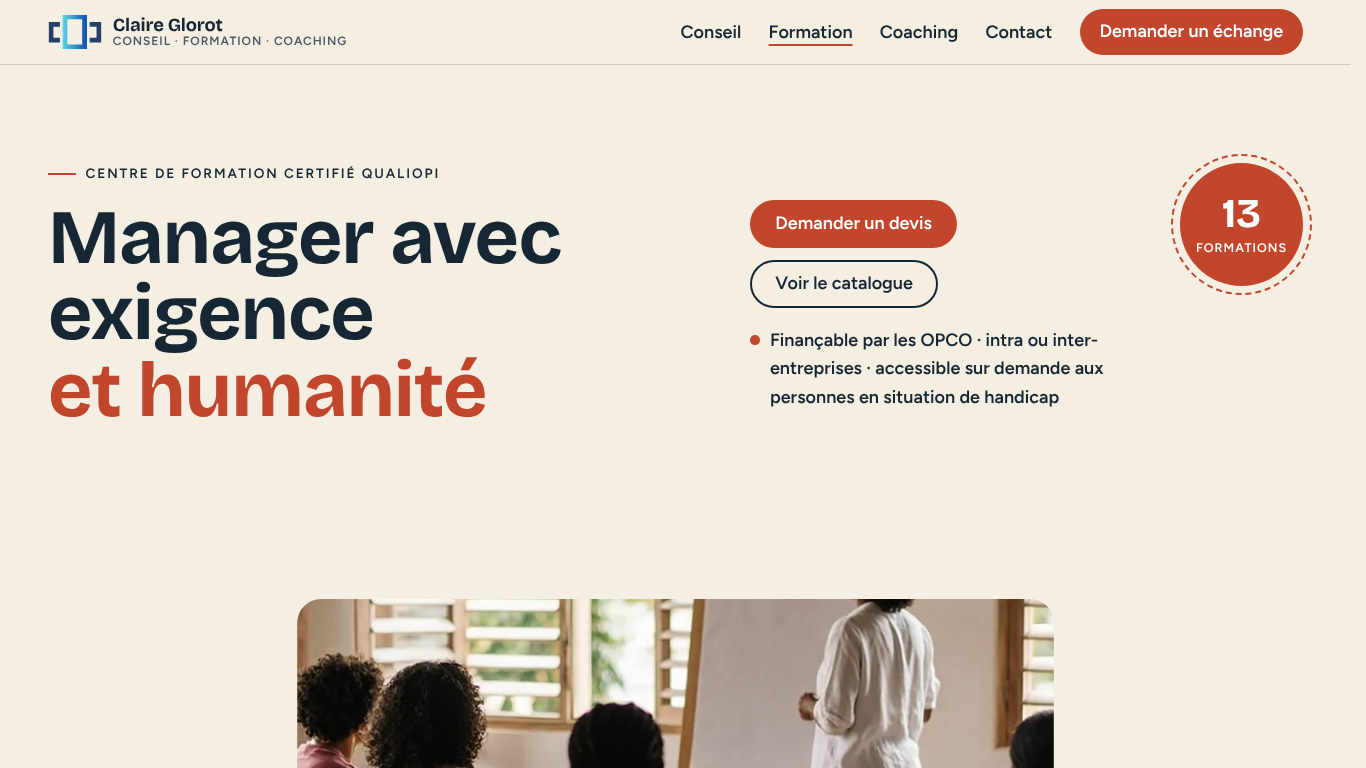 Claire Glorot
CONSEIL · FORMATION · COACHING
Conseil
Formation
Coaching
Contact
Demander un échange
CENTRE DE FORMATION CERTIFIÉ QUALIOPI
Manager avec
exigence
et humanité
Demander un devis
Voir le catalogue
Finançable par les OPCO · intra ou inter-
entreprises · accessible sur demande aux
personnes en situation de handicap
13
FORMATIONS